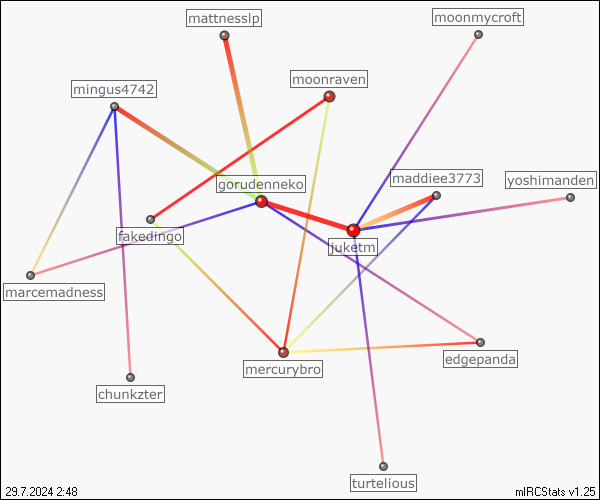 mattnesslp
moonmycroft
moonraven
mingus4742
maddiee3773
yoshimanden
gorudenneko
fakedingo
juketm
marcemadness
edgepanda
mercurybro
chunkzter
turtelious
29.7.2024 2:48
mIRCStats v1.25